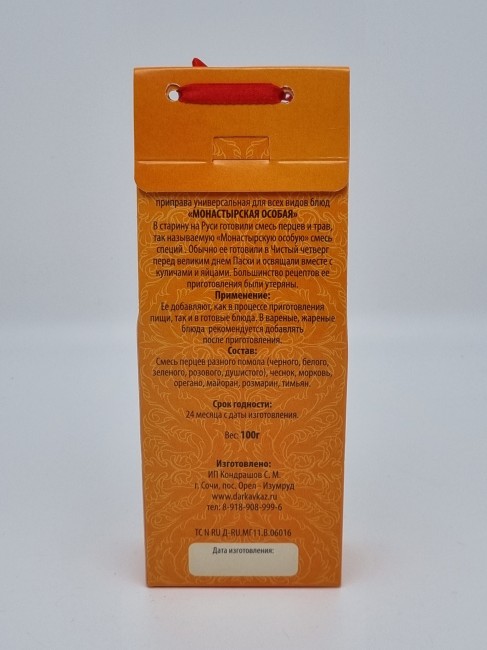 приправа универсальная для всех видов блюд
«МОНАСТЫРСКАЯ ОСОБАЯ»
В старину на Руси готовили смесь перцев и трав,
так называемую «Монастырскую особую» смесь
специй . Обычно ее готовили в Чистый четверг
перед великим днем Пасхи и освящали вместе с
куличами и яйцами. Большинство рецептов ее
приготовления были утеряны.
Применение:
Её добавляют, как в процессе приготовления
пищи, так и в готовые блюда. В вареные, жареные
блюда рекомендуется добавлять
после приготовления.
Состав:
Смесь перцев разного помола (черного, белого,
зеленого, розового, душистого), чеснок, морковь,
орегано, майоран, розмарин, тимьян.
Срок годности:
24 месяца с даты изготовления.
Вес: 100г
Изготовлено:
ИП Кондрашов С. М.
г. Сочи, пос. Орел - Изумруд
www.darkavkaz.ru
тел: 8-918-908-999-6
ТС N RU Д-RU.МГ11.В.06016
Дата изготовления: